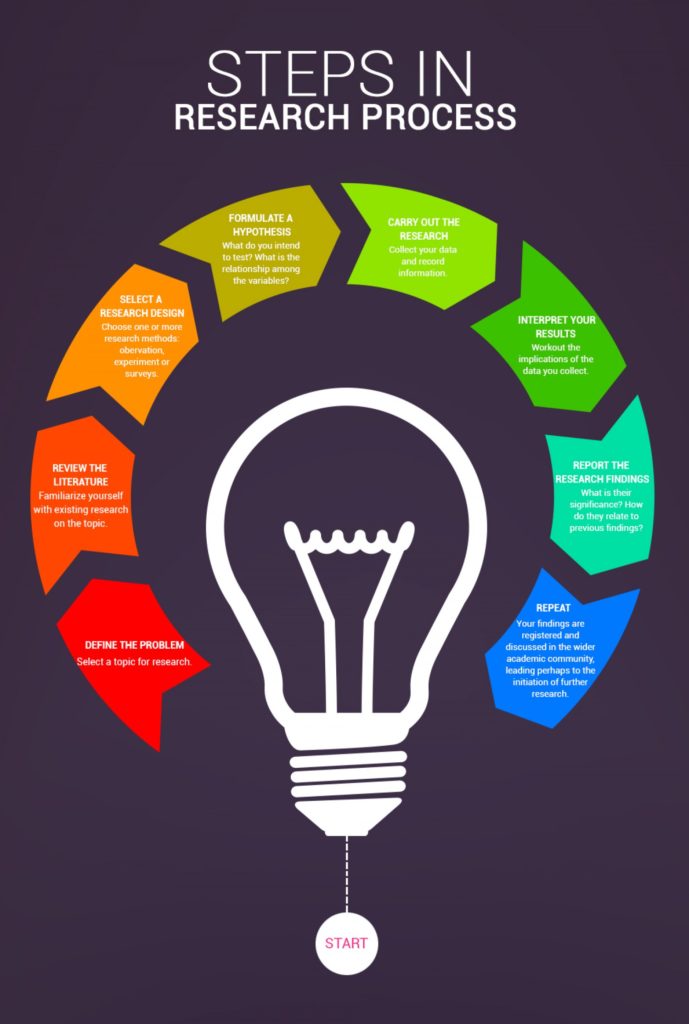 STEPS IN
RESEARCH PROCESS
DEFINE THE PROBLEM
Select a topic for research.
REVIEW THE
LITERATURE
Familiarize yourself
with existing research
on the topic.
SELECT A
RESEARCH DESIGN
Choose one or more
research methods:
obervation,
experiment or
surveys.
FORMULATE A
HYPOTHESIS
What do you intend
to test? What is the
relationship among
the variables?
CARRY OUT THE
RESEARCH
Collect your data
and record
information.
INTERPRET YOUR
RESULTS
Workout the
implications of the
data you collect.
REPORT THE
RESEARCH FINDINGS
What is their
significance? How
do they relate to
previous findings?
REPEAT
Your findings are
registered and
discussed in the wider
academic community,
leading perhaps to the
initiation of further
research.
START